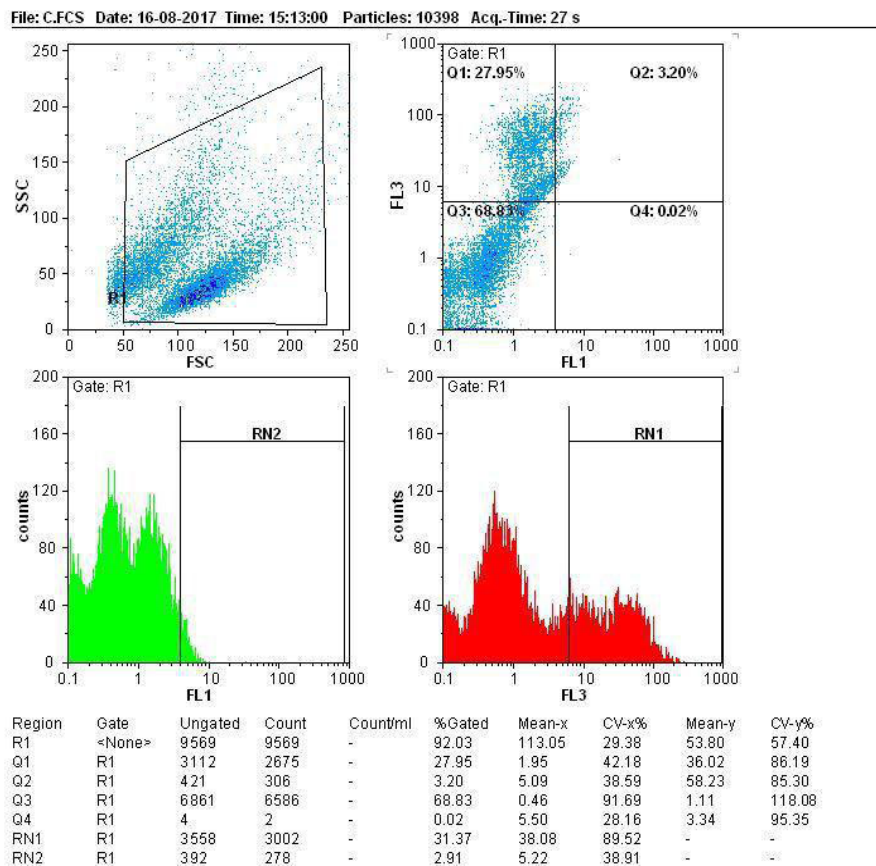 File: C.FCS Date: 16-08-2017 Time: 15:13:00 Particles: 10398 Acq.-Time: 27 s
250
200
150
100
50
0
SSC
R1
0 50 100 150 200 250
FSC
1000
100
10
1
0.1
FL3
Gate: R1
Q1: 27.95% Q2: 3.20%
Q3: 68.83% Q4: 0.02%
0.1 1 10 100 1000
FL1
200
160
120
80
40
0
counts
Gate: R1
RN2
0.1 1 10 100 1000
FL1
200
160
120
80
40
0
counts
Gate: R1
RN1
0.1 1 10 100 1000
FL3
Region Gate Ungated Count Count/ml %Gated Mean-x CV-x% Mean-y CV-y%
R1 <None> 9569 9569 - 92.03 113.05 29.38 53.80 57.40
Q1 R1 3112 2675 - 27.95 1.95 42.18 36.02 86.19
Q2 R1 421 306 - 3.20 5.09 38.59 58.23 85.30
Q3 R1 6861 6586 - 68.83 0.46 91.69 1.11 118.08
Q4 R1 4 2 - 0.02 5.50 28.16 3.34 95.35
RN1 R1 3558 3002 - 31.37 38.08 89.52 - -
RN2 R1 392 278 - 2.91 5.22 38.91 - -